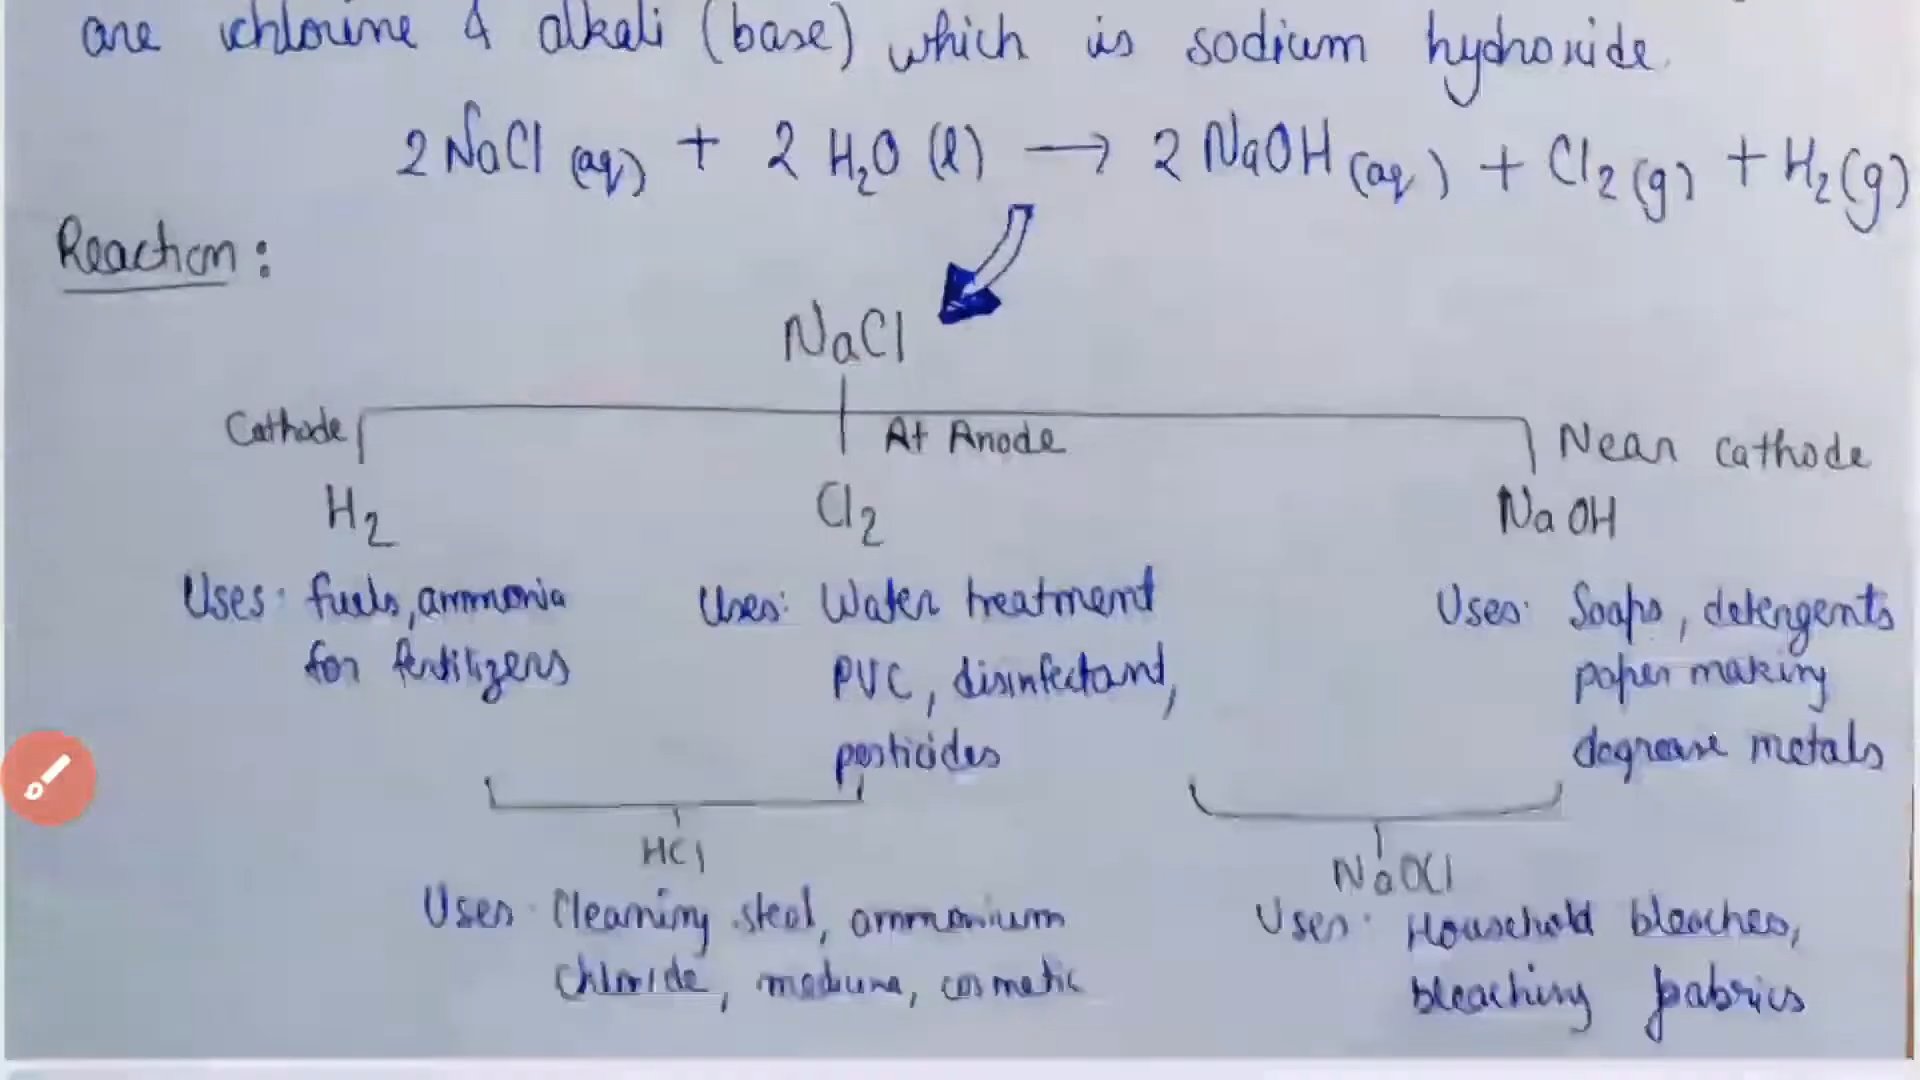 are chlorine & alkali (base) which is sodium hydroxide.
2 NaCl (aq) + 2 H₂O (l) → 2 NaOH (aq) + Cl₂ (g) + H₂ (g)
Reaction :
NaCl
Cathode At Anode Near cathode
H₂ Cl₂ NaOH
Uses: fuels, ammonia for fertilizers
Uses: Water treatment PVC, disinfectant, pesticides
Uses: Soaps, detergents paper making degrease metals
HCl NaOCl
Uses: Cleaning steel, ammonium chloride, medicine, cosmetic
Uses: Household bleaches, bleaching fabrics